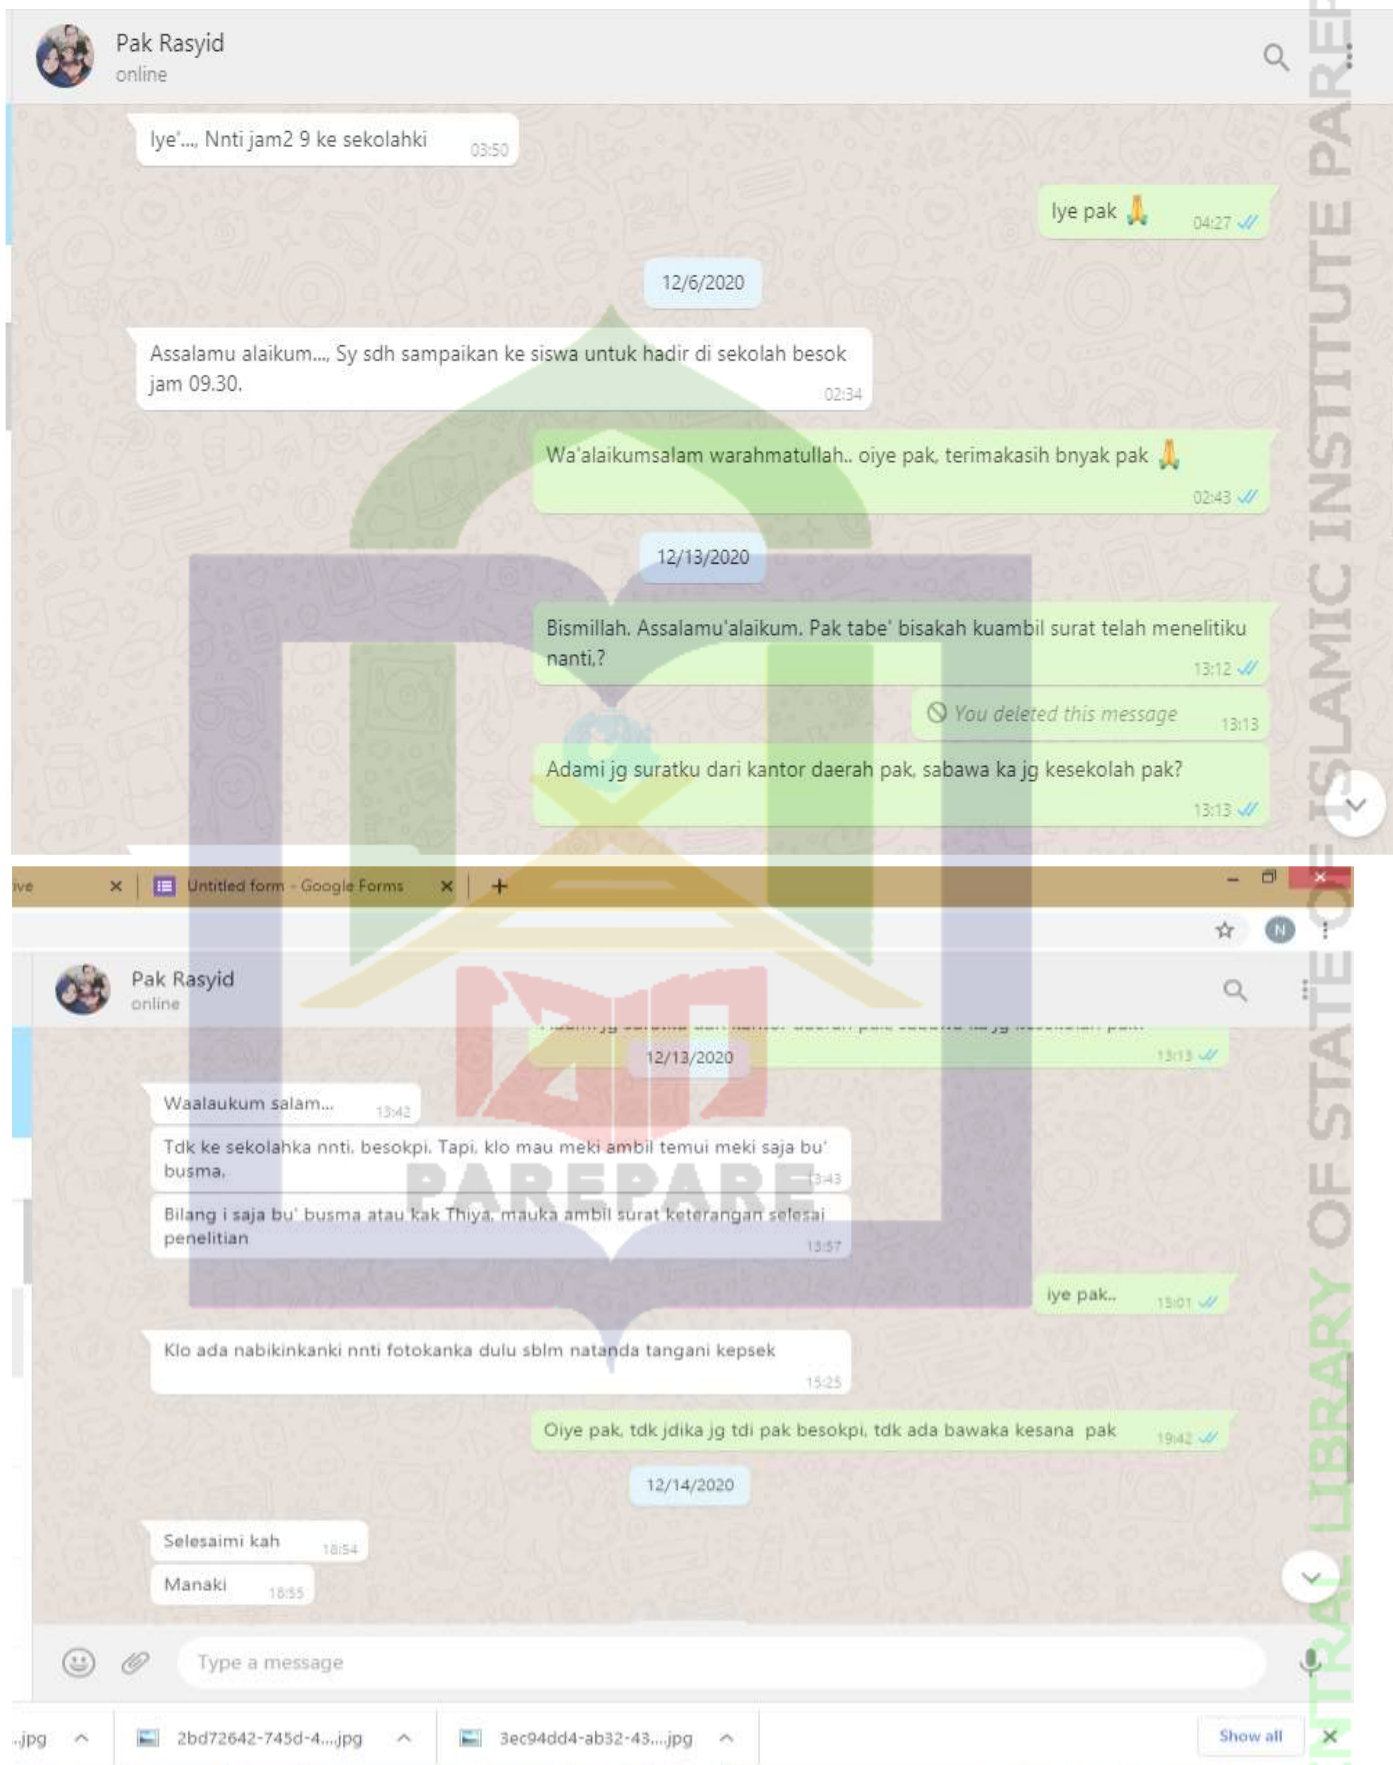 Pak Rasyid
online
Iye'..., Nnti jam2 9 ke sekolahki
03:50
Iye pak 🙏
04:27
12/6/2020
Assalamu alaikum..., Sy sdh sampaikan ke siswa untuk hadir di sekolah besok
jam 09.30.
02:34
Wa'alaikumsalam warahmatullah.. oiye pak, terimakasih bnyak pak 🙏
02:43
12/13/2020
Bismillah. Assalamu'alaikum. Pak tabe' bisakah kuambil surat telah menelitiku
nanti,?
13:12
You deleted this message
13:13
Adami jg suratku dari kantor daerah pak, sabawa ka jg kesekolah pak?
13:13
ive
Untitled form - Google Forms
N
Pak Rasyid
online
12/13/2020
13:13
Waalaukum salam...
13:42
Tdk ke sekolahka nnti, besokpi. Tapi, klo mau meki ambil temui meki saja bu'
busma.
13:43
Bilang i saja bu' busma atau kak Thiya, mauka ambil surat keterangan selesai
penelitian
13:57
iye pak..
15:01
Klo ada nabikinkanki nnti fotokanka dulu sblm natanda tangani kepsek
15:25
Oiye pak, tdk jdika jg tdi pak besokpi, tdk ada bawaka kesana pak
19:42
12/14/2020
Selesaimi kah
18:54
Manaki
18:55
Type a message
...jpg
2bd72642-745d-4....jpg
3ec94dd4-ab32-43....jpg
Show all
PAREPARE
NTRAL LIBRARY OF STATE OF ISLAMIC INSTITUTE PAREP